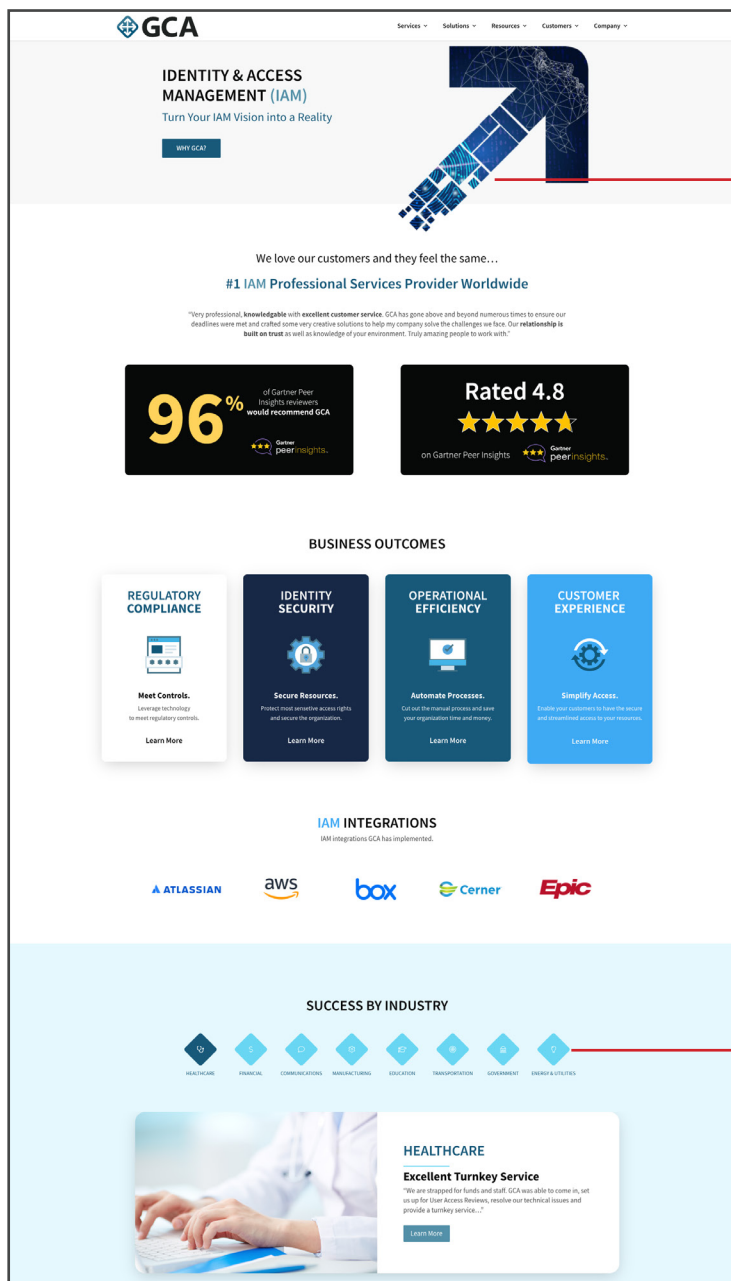 GCA
Services Solutions Resources Customers Company
IDENTITY & ACCESS
MANAGEMENT (IAM)
Turn Your IAM Vision into a Reality
WHY GCA?
We love our customers and they feel the same…
#1 IAM Professional Services Provider Worldwide
"Very professional, knowledgable with excellent customer service. GCA has gone above and beyond numerous times to ensure our
deadlines were met and crafted some very creative solutions to help my company solve the challenges we face. Our relationship is
built on trust as well as knowledge of your environment. Truly amazing people to work with."
96%
of Gartner Peer
Insights reviewers
would recommend GCA
Gartner
peerinsights.
Rated 4.8
on Gartner Peer Insights
Gartner
peerinsights.
BUSINESS OUTCOMES
REGULATORY
COMPLIANCE
Meet Controls.
Leverage technology
to meet regulatory controls.
Learn More
IDENTITY
SECURITY
Secure Resources.
Protect most sensetive access rights
and secure the organization.
Learn More
OPERATIONAL
EFFICIENCY
Automate Processes.
Cut out the manual process and save
your organization time and money.
Learn More
CUSTOMER
EXPERIENCE
Simplify Access.
Enable your customers to have the secure
and streamlined access to your resources.
Learn More
IAM INTEGRATIONS
IAM integrations GCA has implemented.
ATLASSIAN
aws
box
Cerner
Epic
SUCCESS BY INDUSTRY
HEALTHCARE FINANCIAL COMMUNICATIONS MANUFACTURING EDUCATION TRANSPORTATION GOVERNMENT ENERGY & UTILITIES
HEALTHCARE
Excellent Turnkey Service
"We are strapped for funds and staff. GCA was able to come in, set
us up for User Access Reviews, resolve our technical issues and
provide a turnkey service…"
Learn More